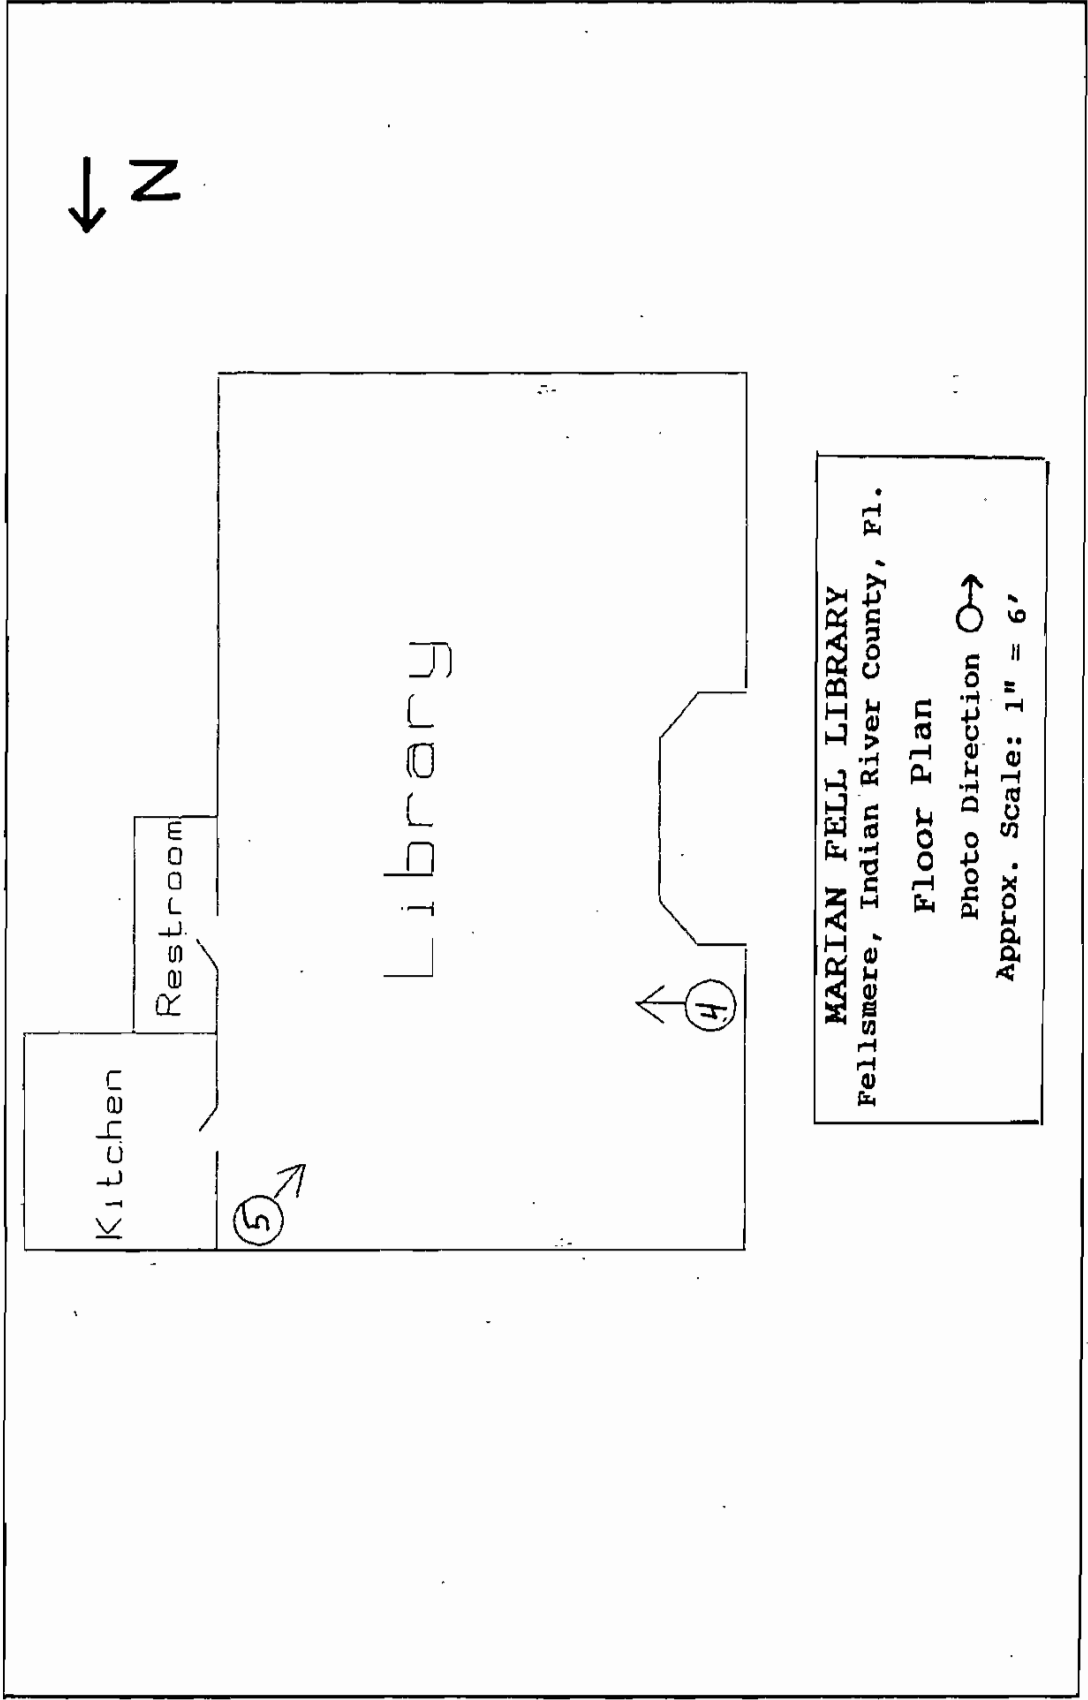 N
Kitchen
Restroom
Library
5
4
MARIAN FELL LIBRARY
Fellsmere, Indian River County, Fl.
Floor Plan
Photo Direction
Approx. Scale: 1" = 6'